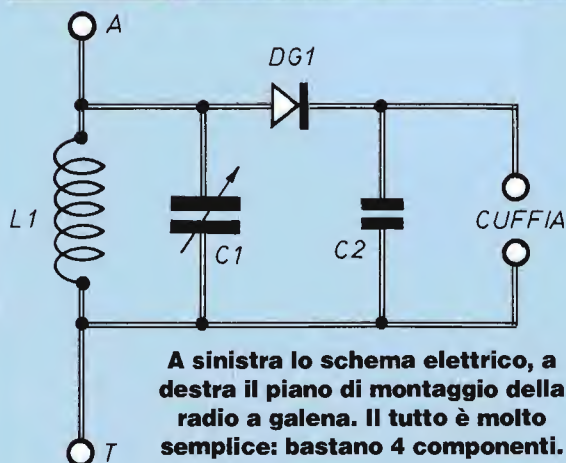 A
DG1
L1
C1
C2
CUFFIA
A sinistra lo schema elettrico, a
destra il piano di montaggio della
radio a galena. Il tutto è molto
semplice: bastano 4 componenti.
T